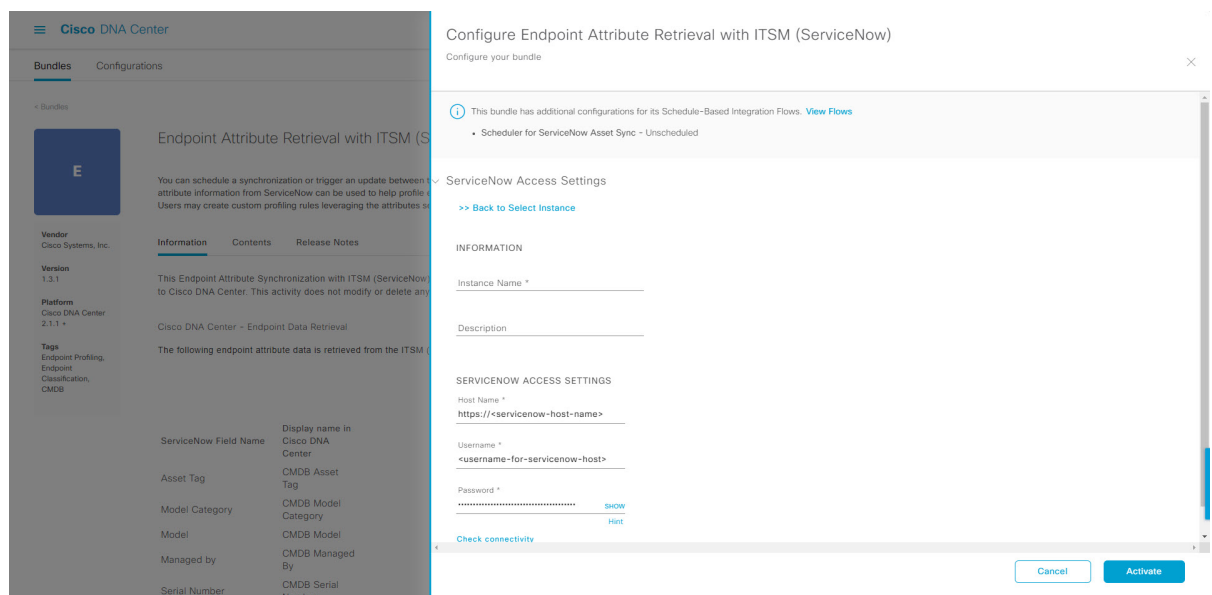 Cisco DNA Center
Bundles Configurations
< Bundles
E
Vendor
Cisco Systems, Inc.
Version
1.3.1
Platform
Cisco DNA Center
2.1.1 +
Tags
Endpoint Profiling,
Endpoint
Classification,
CMDB
Endpoint Attribute Retrieval with ITSM (S
You can schedule a synchronization or trigger an update between
attribute information from ServiceNow can be used to help profile
Users may create custom profiling rules leveraging the attributes
Information Contents Release Notes
This Endpoint Attribute Synchronization with ITSM (ServiceNow)
to Cisco DNA Center. This activity does not modify or delete any
Cisco DNA Center - Endpoint Data Retrieval
The following endpoint attribute data is retrieved from the ITSM (
ServiceNow Field Name
Display name in
Cisco DNA
Center
Asset Tag
CMDB Asset
Tag
Model Category
CMDB Model
Category
Model
CMDB Model
Managed by
CMDB Managed
By
Serial Number
CMDB Serial
Configure Endpoint Attribute Retrieval with ITSM (ServiceNow)
Configure your bundle
This bundle has additional configurations for its Schedule-Based Integration Flows. View Flows
• Scheduler for ServiceNow Asset Sync - Unscheduled
ServiceNow Access Settings
>> Back to Select Instance
INFORMATION
Instance Name *
Description
SERVICENOW ACCESS SETTINGS
Host Name *
https://<servicenow-host-name>
Username *
<username-for-servicenow-host>
Password *
SHOW
Hint
Check connectivity
Cancel Activate